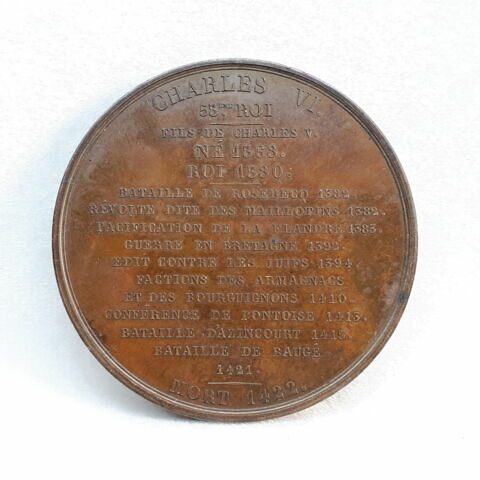 CHARLES VI.
53.ÈME ROI
FILS DE CHARLES V.
NÉ 1368.
ROI 1380.
BATAILLE DE ROSEBECQ 1382.
RÉVOLTE DITE DES MAILLOTINS 1382.
PACIFICATION DE LA FLANDRE 1385.
GUERRE EN BRETAGNE 1392.
EDIT CONTRE LES JUIFS 1394.
FACTIONS DES ARMAGNACS
ET DES BOURGUIGNONS 1410.
CONFÉRENCE DE PONTOISE 1413.
BATAILLE D'AZINCOURT 1415.
BATAILLE DE BAUGÉ
1421.
MORT 1422.